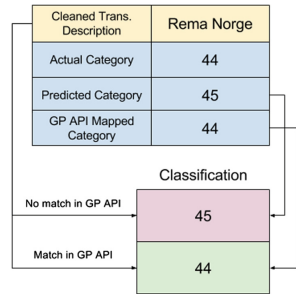 Cleaned Trans.
Description
Rema Norge
Actual Category
44
Predicted Category
45
GP API Mapped
Category
44
Classification
No match in GP API
45
Match in GP API
44